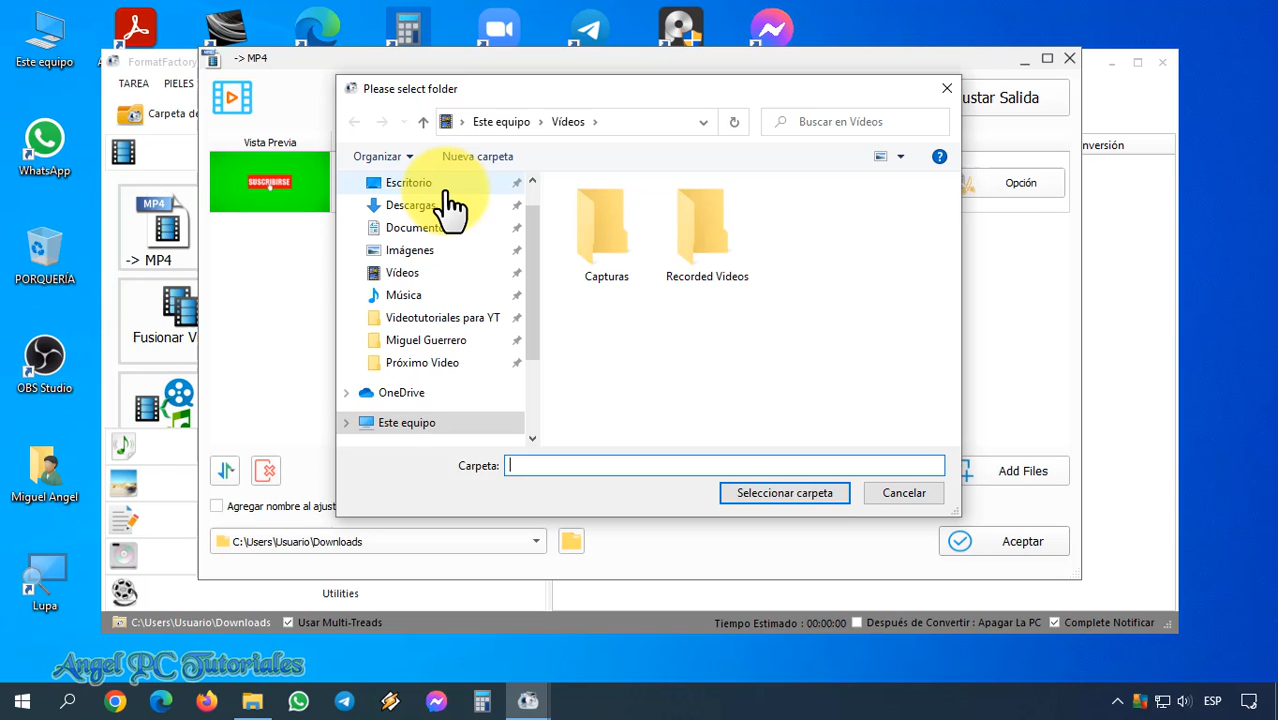 Este equipo
WhatsApp
PORQUERÍA
OBS Studio
Miguel Angel
Lupa
FormatFactory
TAREA
PIELES
Carpeta de
MP4
-> MP4
Fusionar V
-> MP4
ustar Salida
Vista Previa
SUSCRIBIRSE
nversión
Opción
Please select folder
Este equipo > Vídeos >
Buscar en Vídeos
Organizar
Nueva carpeta
Escritorio
Descargas
Documento
Imágenes
Vídeos
Música
Videotutoriales para YT
Miguel Guerrero
Próximo Video
OneDrive
Este equipo
Capturas
Recorded Videos
Carpeta:
Seleccionar carpeta
Cancelar
Add Files
Agregar nombre al ajust
C:\Users\Usuario\Downloads
Aceptar
Utilities
C:\Users\Usuario\Downloads
Usar Multi-Treads
Tiempo Estimado : 00:00:00
Después de Convertir : Apagar La PC
Complete Notificar
Angel PC Tutoriales
ESP